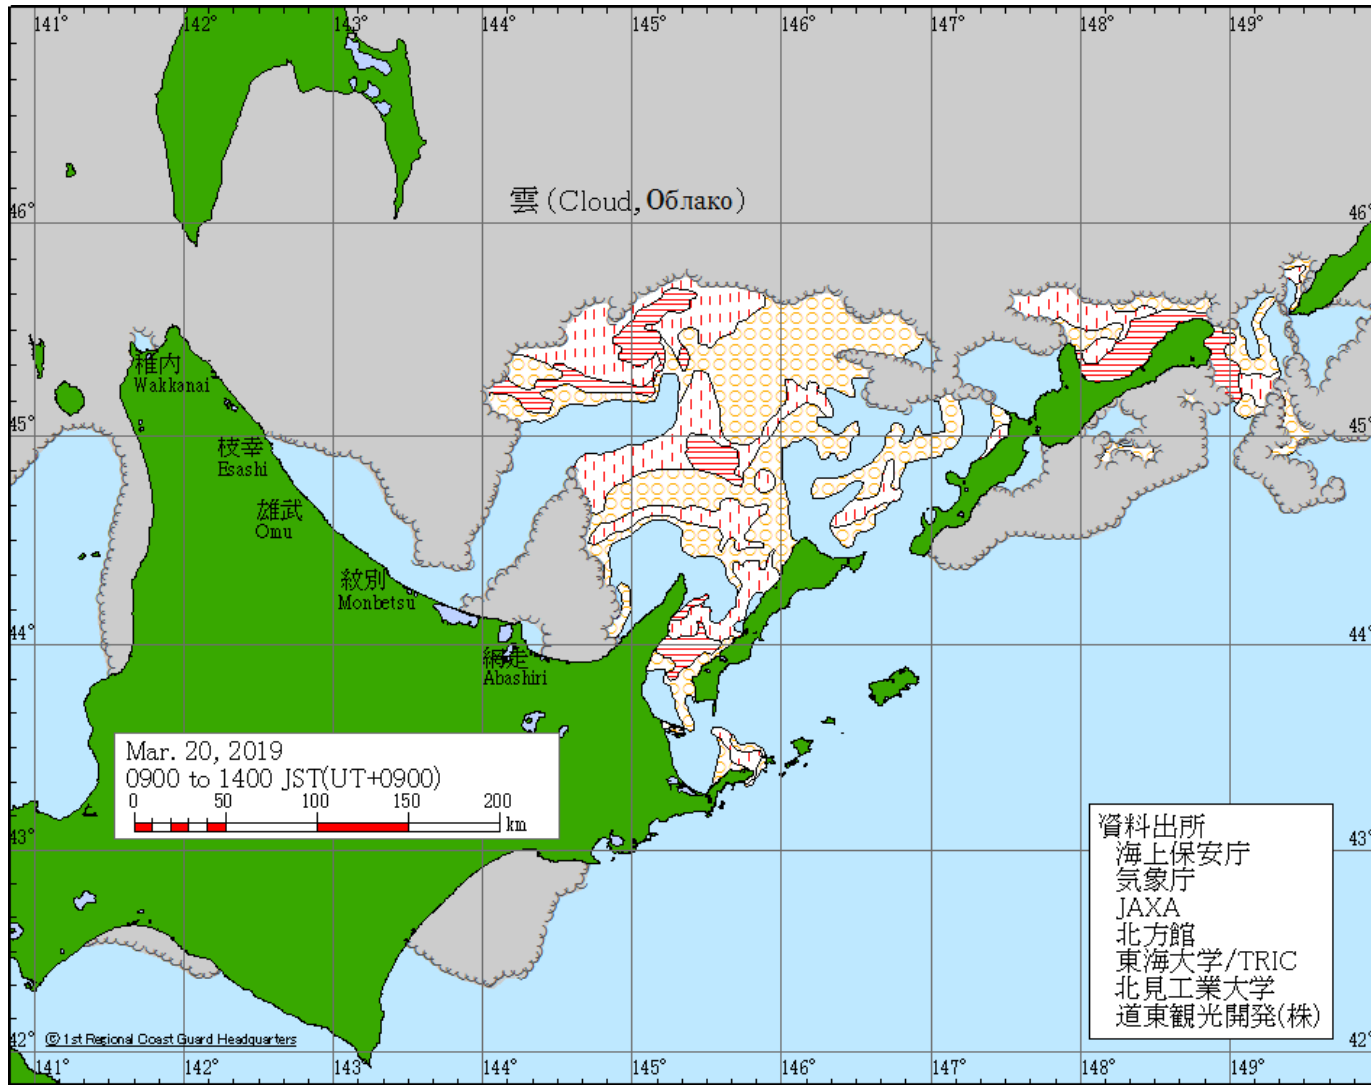 141° 142° 143° 144° 145° 146° 147° 148° 149°
46° 46°
雲(Cloud, Облако)
稚内
Wakkanai
45° 45°
枝幸
Esashi
雄武
Omu
紋別
Monbetsu
44° 44°
網走
Abashiri
Mar. 20, 2019
0900 to 1400 JST(UT+0900)
0 50 100 150 200
km
43° 43°
資料出所
海上保安庁
気象庁
JAXA
北方館
東海大学/TRIC
北見工業大学
道東観光開発(株)
42° © 1st Regional Coast Guard Headquarters 42°
141° 142° 143° 144° 145° 146° 147° 148° 149°